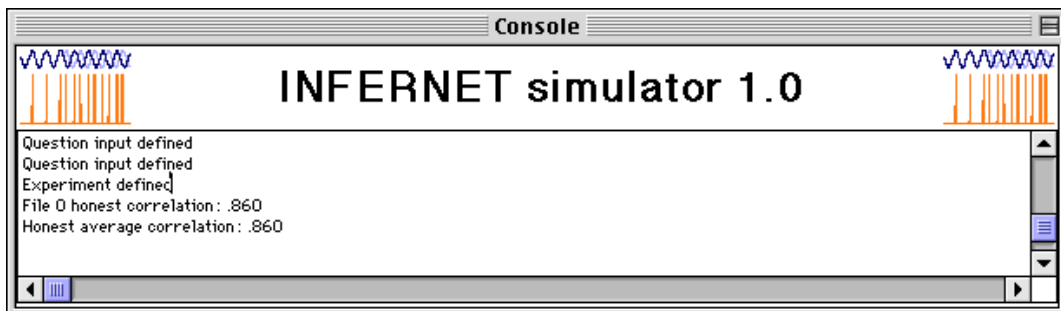 Console
INFERNET simulator 1.0
Question input defined
Question input defined
Experiment defined
File 0 honest correlation: .860
Honest average correlation: .860